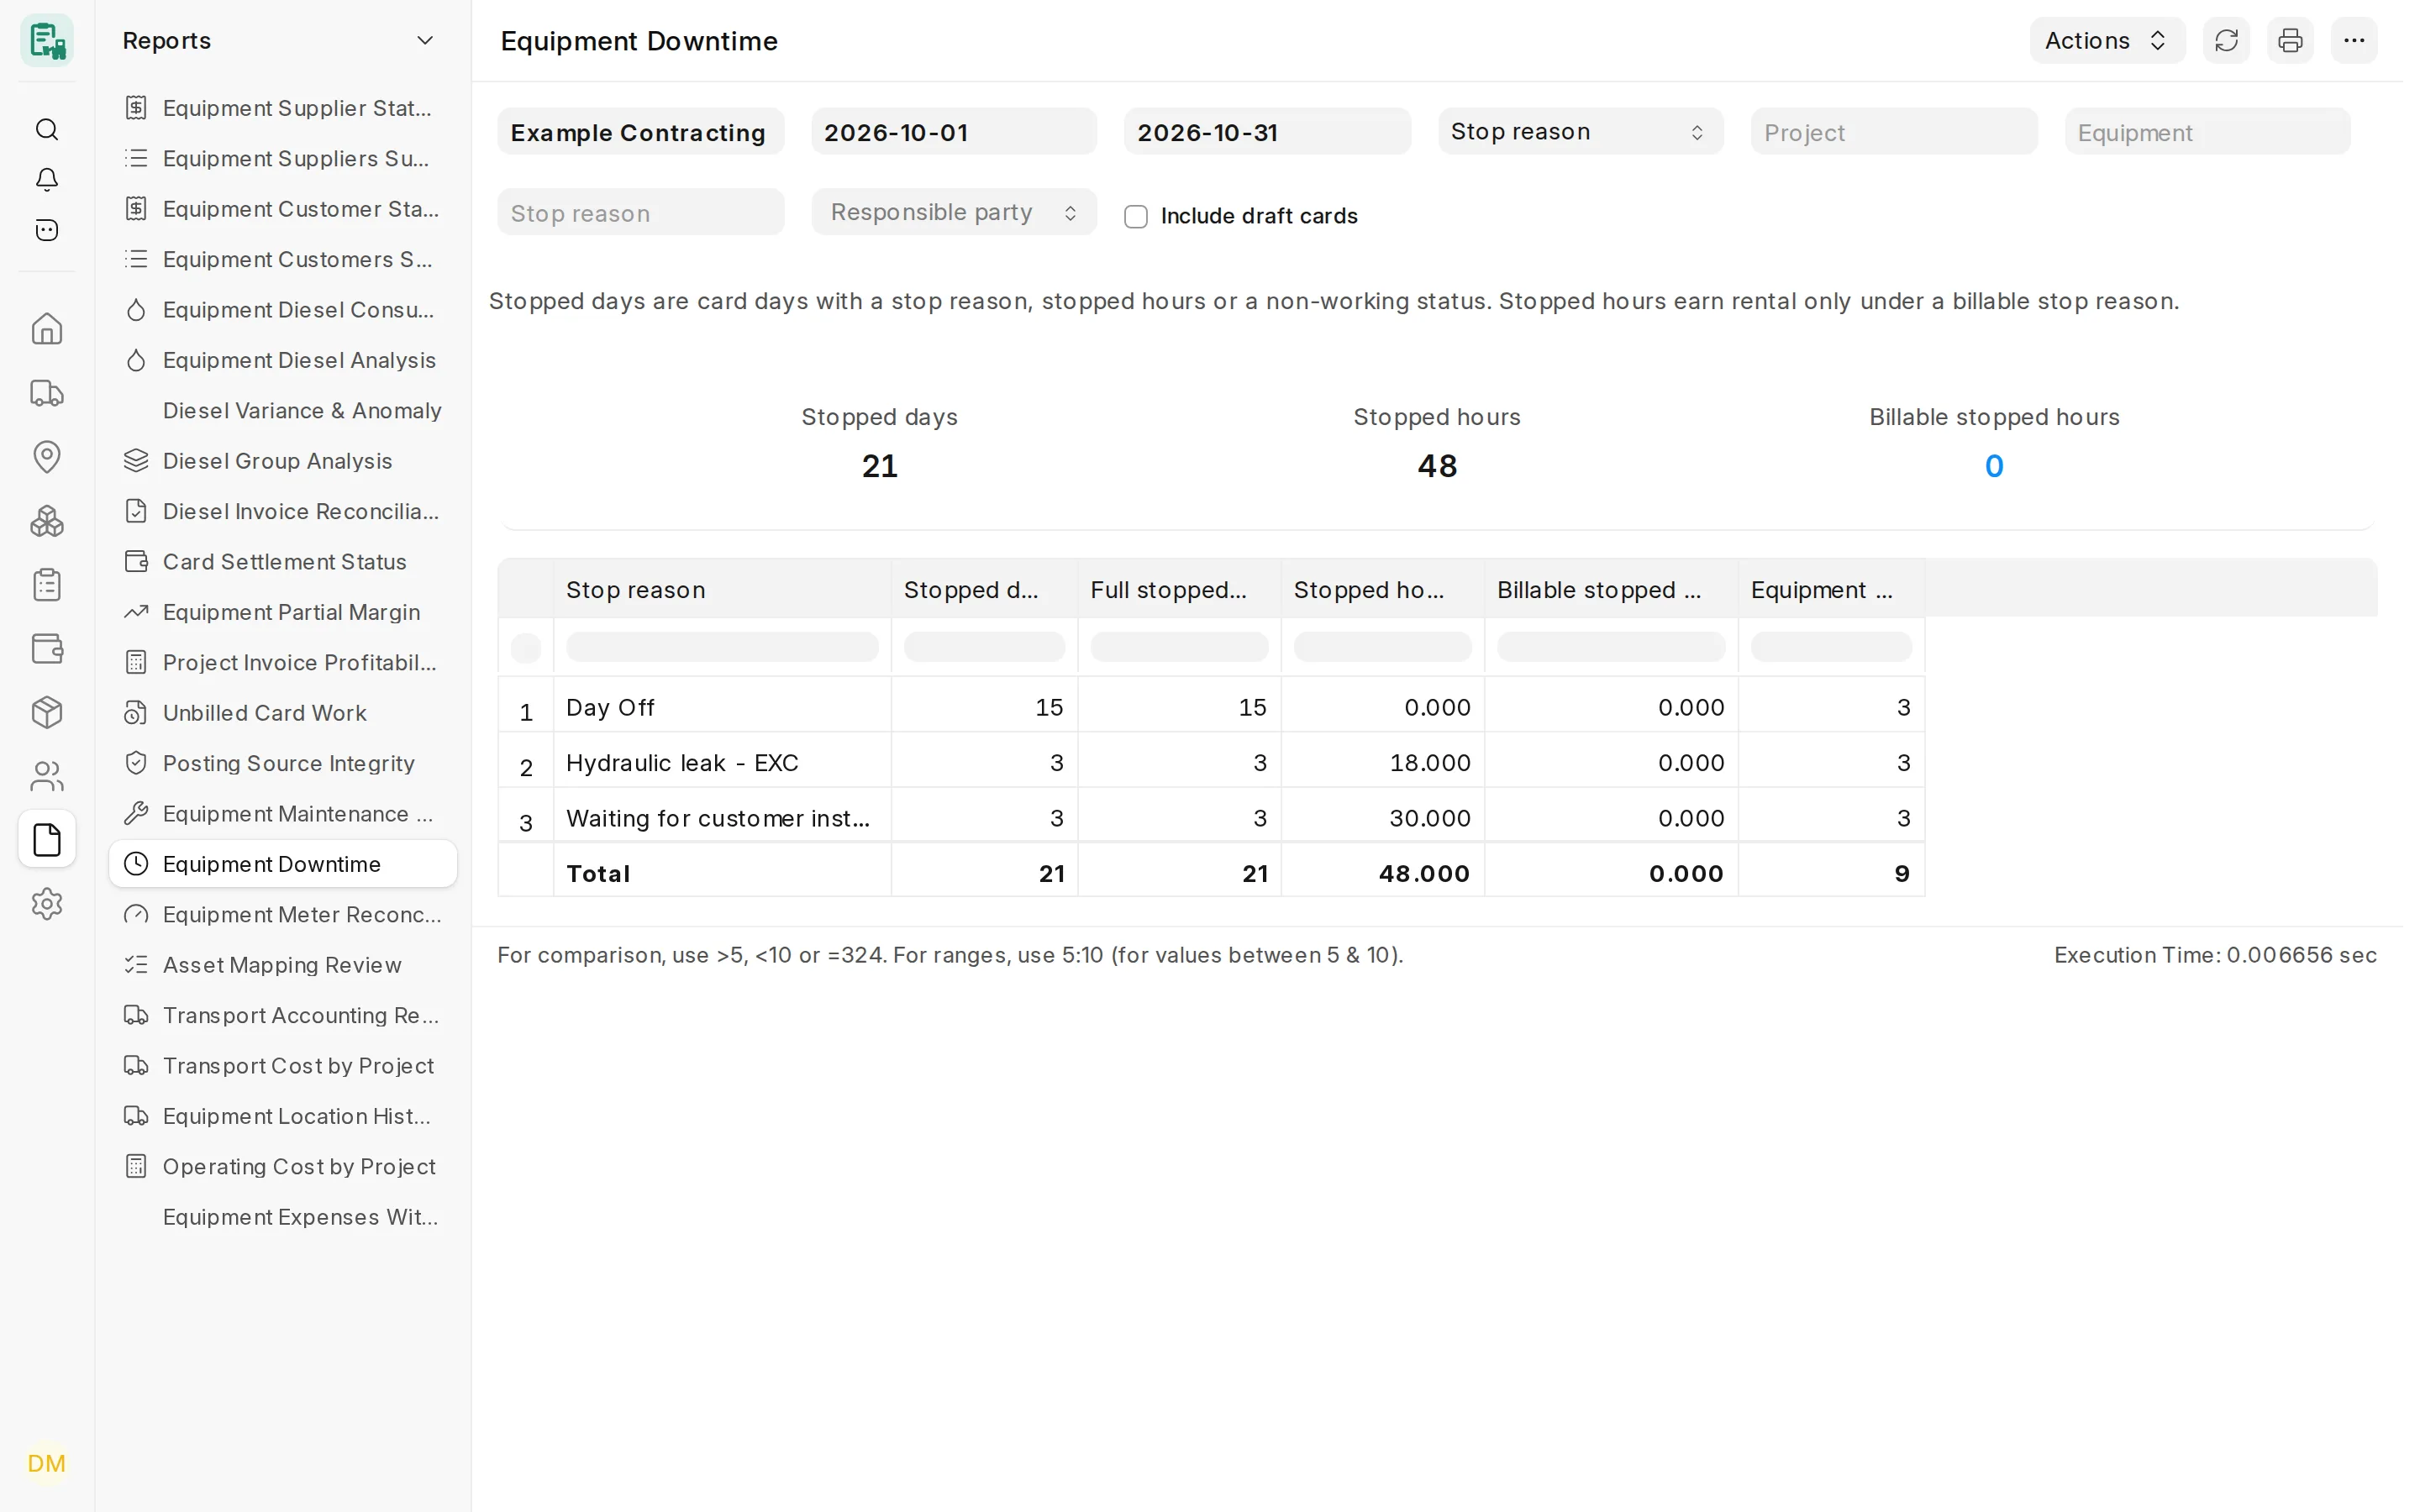 Reports
Equipment Supplier Stat...
Equipment Suppliers Su...
Equipment Customer Sta...
Equipment Customers S...
Equipment Diesel Consu...
Equipment Diesel Analysis
Diesel Variance & Anomaly
Diesel Group Analysis
Diesel Invoice Reconcilia...
Card Settlement Status
Equipment Partial Margin
Project Invoice Profitabil...
Unbilled Card Work
Posting Source Integrity
Equipment Maintenance ...
Equipment Downtime
Equipment Meter Reconc...
Asset Mapping Review
Transport Accounting Re...
Transport Cost by Project
Equipment Location Hist...
Operating Cost by Project
Equipment Expenses Wit...
DM
Equipment Downtime
Actions
Example Contracting 2026-10-01 2026-10-31 Stop reason Project Equipment
Stop reason Responsible party Include draft cards
Stopped days are card days with a stop reason, stopped hours or a non-working status. Stopped hours earn rental only under a billable stop reason.
Stopped days Stopped hours Billable stopped hours
21 48 0
Stop reason Stopped d... Full stopped... Stopped ho... Billable stopped ... Equipment ...
1 Day Off 15 15 0.000 0.000 3
2 Hydraulic leak - EXC 3 3 18.000 0.000 3
3 Waiting for customer inst... 3 3 30.000 0.000 3
Total 21 21 48.000 0.000 9
For comparison, use >5, <10 or =324. For ranges, use 5:10 (for values between 5 & 10).
Execution Time: 0.006656 sec